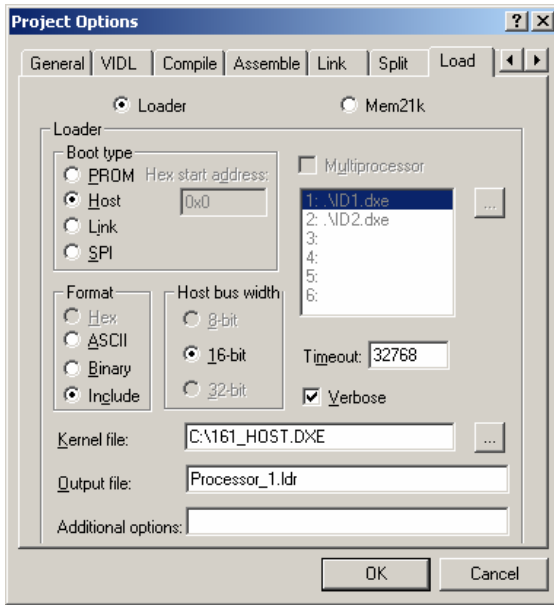 Project Options
General VIDL Compile Assemble Link Split Load
Loader Mem21k
Loader
Boot type
PROM Hex start address:
Host 0x0
Link
SPI
Multiprocessor
1: .\ID1.dxe ...
2: .\ID2.dxe
3:
4:
5:
6:
Format
Hex
ASCII
Binary
Include
Host bus width
8-bit
16-bit
32-bit
Timeout: 32768
Verbose
Kernel file: C:\161_HOST.DXE ...
Output file: Processor_1.ldr
Additional options:
OK Cancel